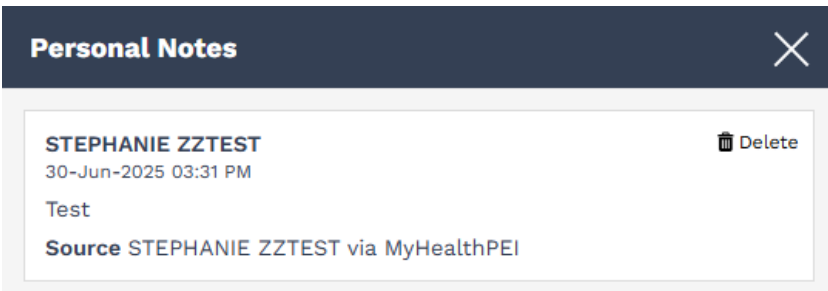 Personal Notes
STEPHANIE ZZTEST
Delete
30-Jun-2025 03:31 PM
Test
Source STEPHANIE ZZTEST via MyHealthPEI